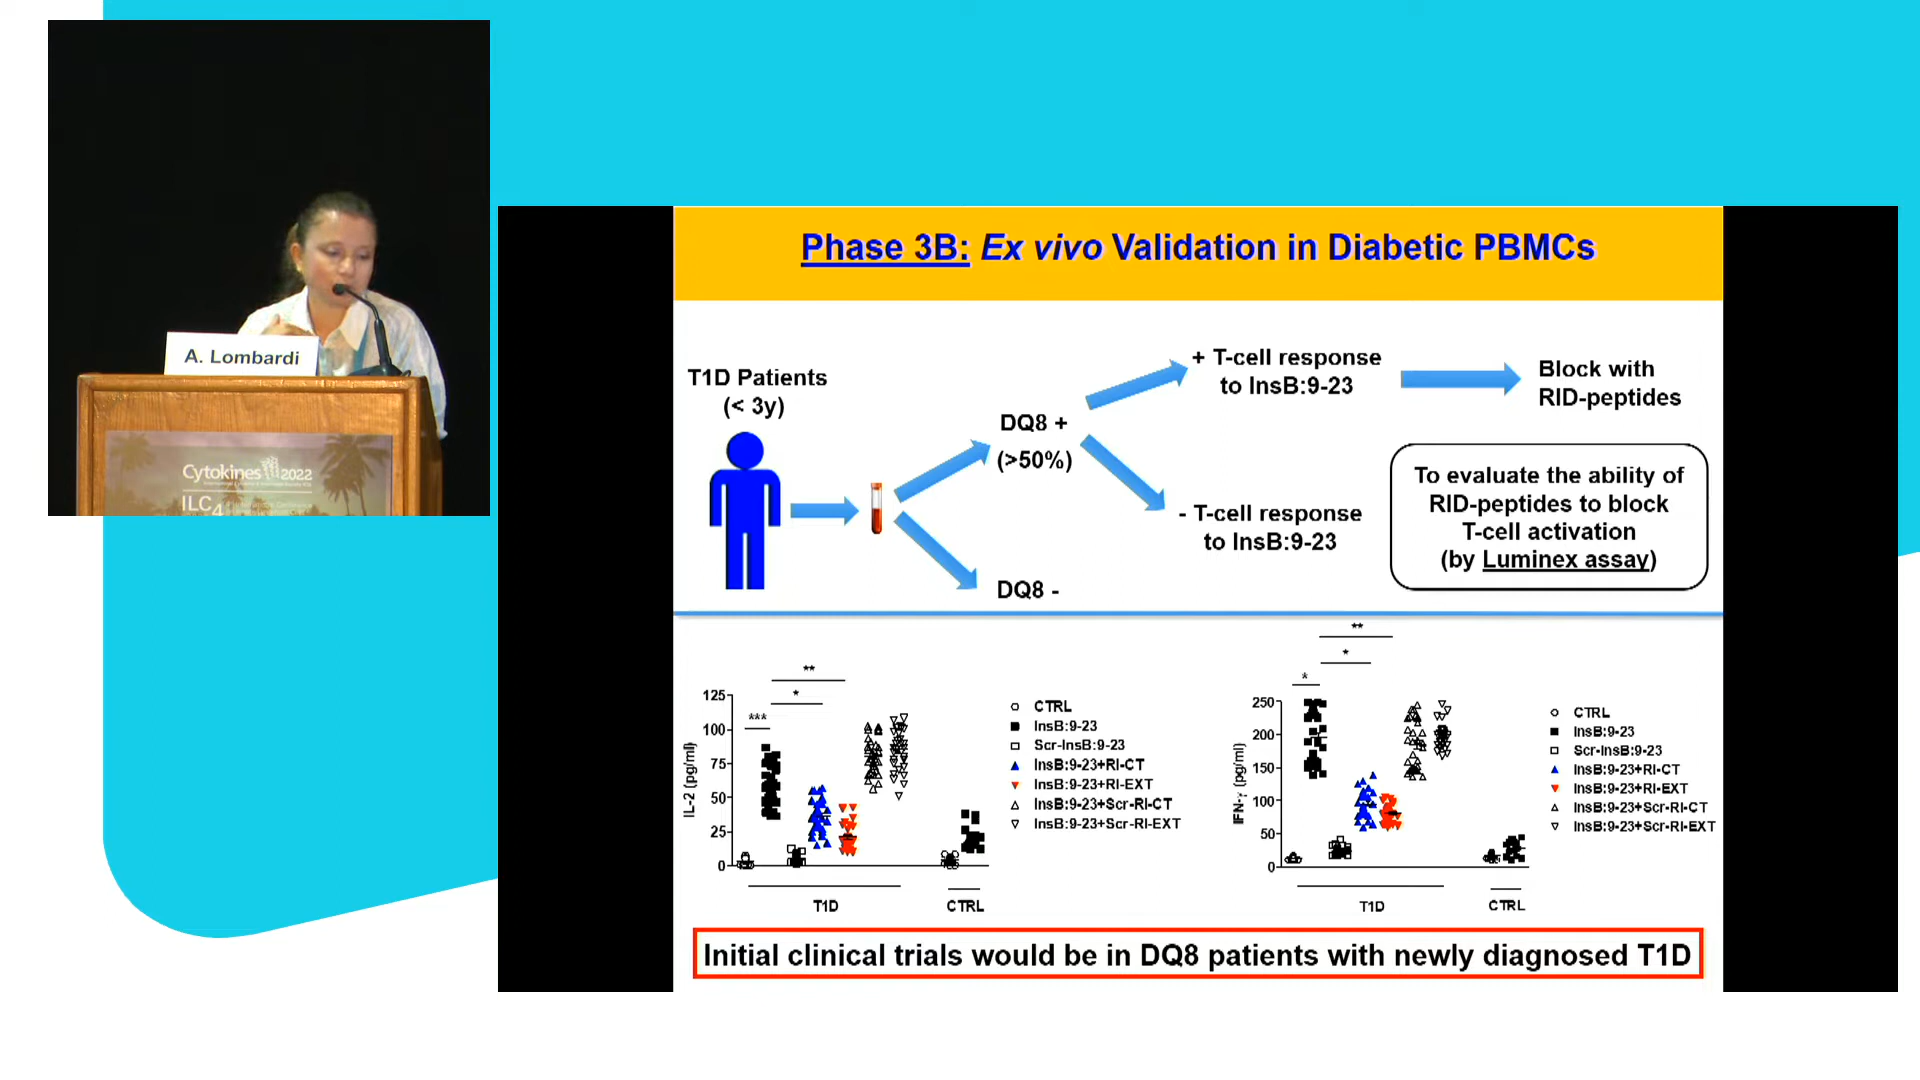 A. Lombardi
Cytokines 2022
ILC4
Phase 3B: Ex vivo Validation in Diabetic PBMCs
T1D Patients
(< 3y)
DQ8 +
(>50%)
DQ8 -
+ T-cell response
to InsB:9-23
- T-cell response
to InsB:9-23
Block with
RID-peptides
To evaluate the ability of
RID-peptides to block
T-cell activation
(by Luminex assay)
IL-2 (pg/ml)
125
100
75
50
25
0
***
*
**
T1D
CTRL
CTRL
InsB:9-23
Scr-InsB:9-23
InsB:9-23+RI-CT
InsB:9-23+RI-EXT
InsB:9-23+Scr-RI-CT
InsB:9-23+Scr-RI-EXT
IFN-γ (pg/ml)
250
200
150
100
50
0
*
*
**
T1D
CTRL
CTRL
InsB:9-23
Scr-InsB:9-23
InsB:9-23+RI-CT
InsB:9-23+RI-EXT
InsB:9-23+Scr-RI-CT
InsB:9-23+Scr-RI-EXT
Initial clinical trials would be in DQ8 patients with newly diagnosed T1D